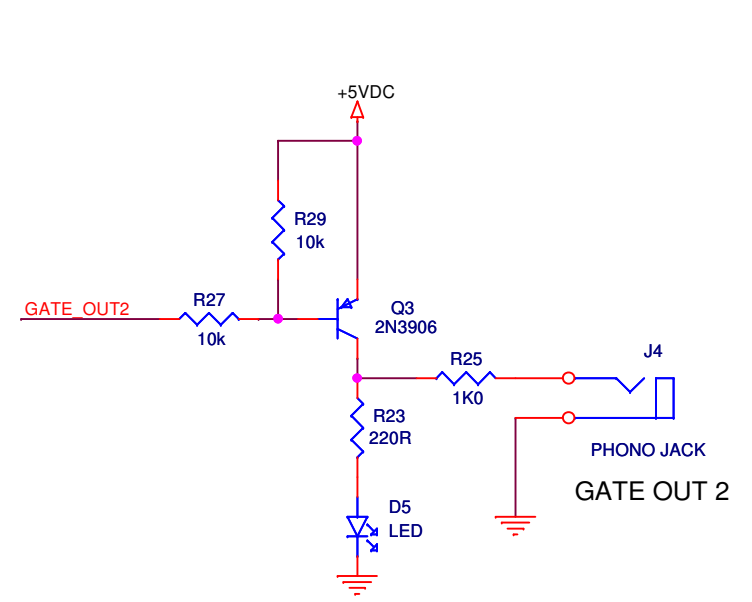 +5VDC
R29
10k
GATE_OUT2
R27
10k
Q3
2N3906
R25
1K0
J4
R23
220R
PHONO JACK
GATE OUT 2
D5
LED